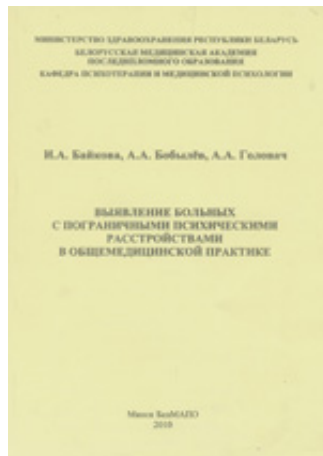 МИНИСТЕРСТВО ЗДРАВООХРАНЕНИЯ РЕСПУБЛИКИ БЕЛАРУСЬ
БЕЛОРУССКАЯ МЕДИЦИНСКАЯ АКАДЕМИЯ
ПОСЛЕДИПЛОМНОГО ОБРАЗОВАНИЯ
КАФЕДРА ПСИХОТЕРАПИИ И МЕДИЦИНСКОЙ ПСИХОЛОГИИ
И.А. Байкова, А.А. Бобылёв, А.А. Головач
ВЫЯВЛЕНИЕ БОЛЬНЫХ
С ПОГРАНИЧНЫМИ ПСИХИЧЕСКИМИ
РАССТРОЙСТВАМИ
В ОБЩЕМЕДИЦИНСКОЙ ПРАКТИКЕ
Минск БелМАПО
2010